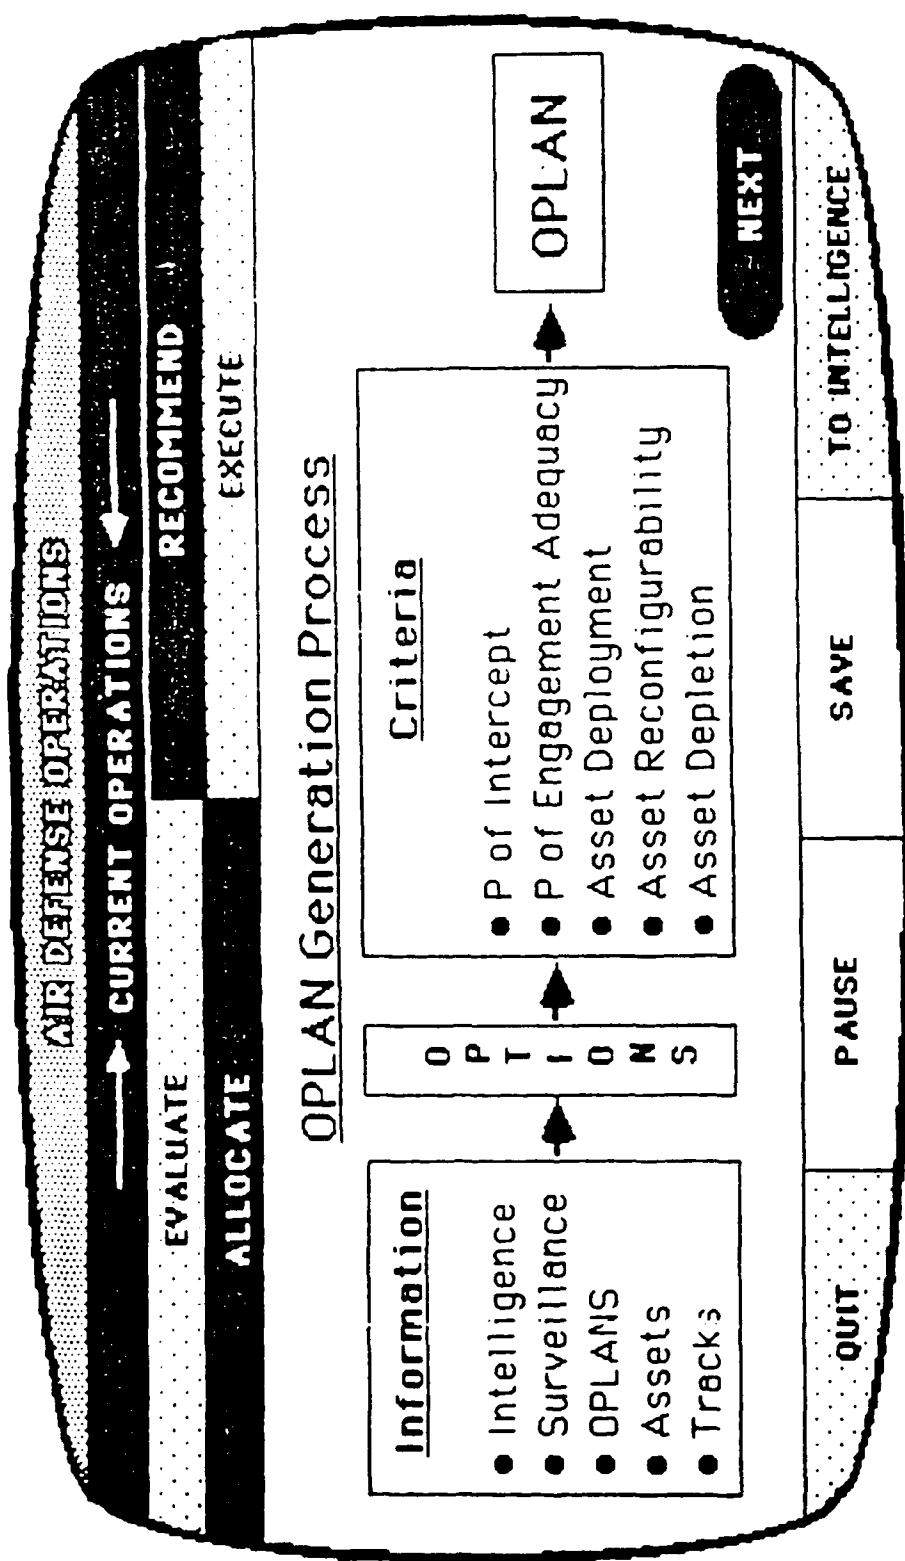 AIR DEFENSE OPERATIONS
CURRENT OPERATIONS
EVALUATE
RECOMMEND
ALLOCATE
EXECUTE
OPLAN Generation Process
Information
● Intelligence
● Surveillance
● OPLANS
● Assets
● Tracks
OPTIONS
Criteria
● P of Intercept
● P of Engagement Adequacy
● Asset Deployment
● Asset Reconfigurability
● Asset Depletion
OPLAN
NEXT
QUIT
PAUSE
SAVE
TO INTELLIGENCE